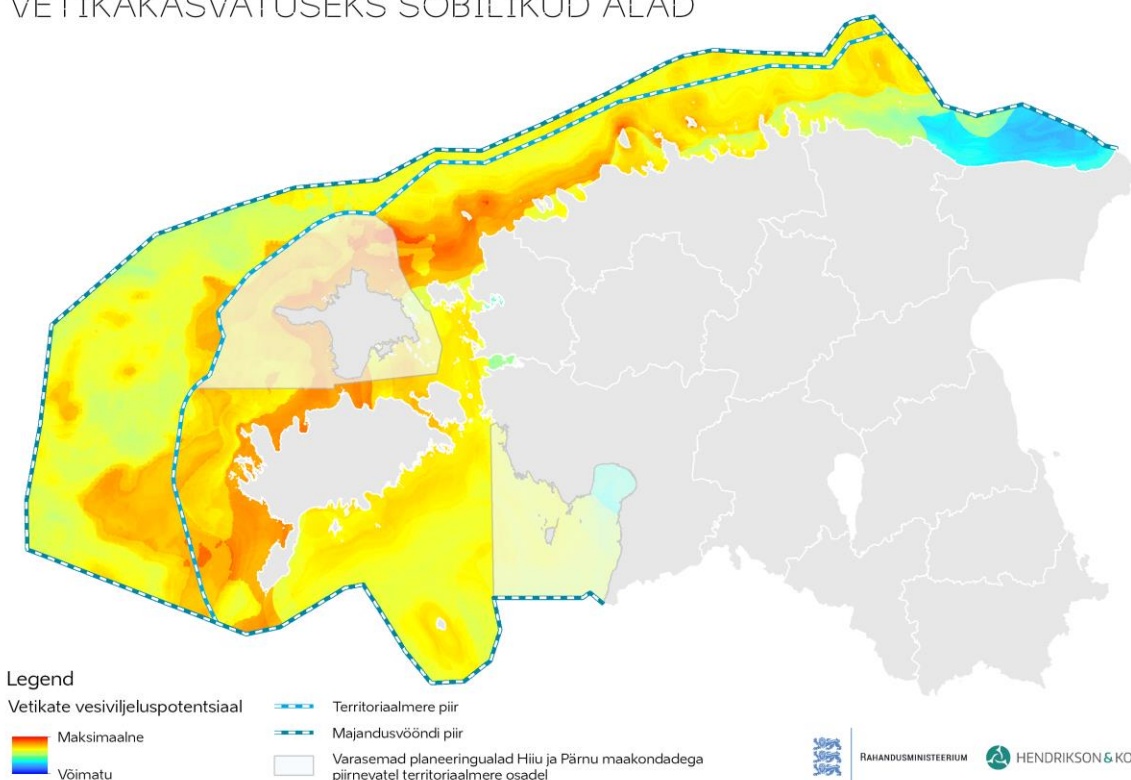 VETIKAKASVATUSEKS SOBILIKUD ALAD
Legend
Vetikate vesiviljeluspotentsiaal
Maksimaalne
Võimatu
Territoriaalmere piir
Majandusvööndi piir
Varasemad planeeringualad Hiiu ja Pärnu maakondadega
piirnevatel territoriaalmere osadel
RAHANDUSMINISTEERIUM
HENDRIKSON & KO